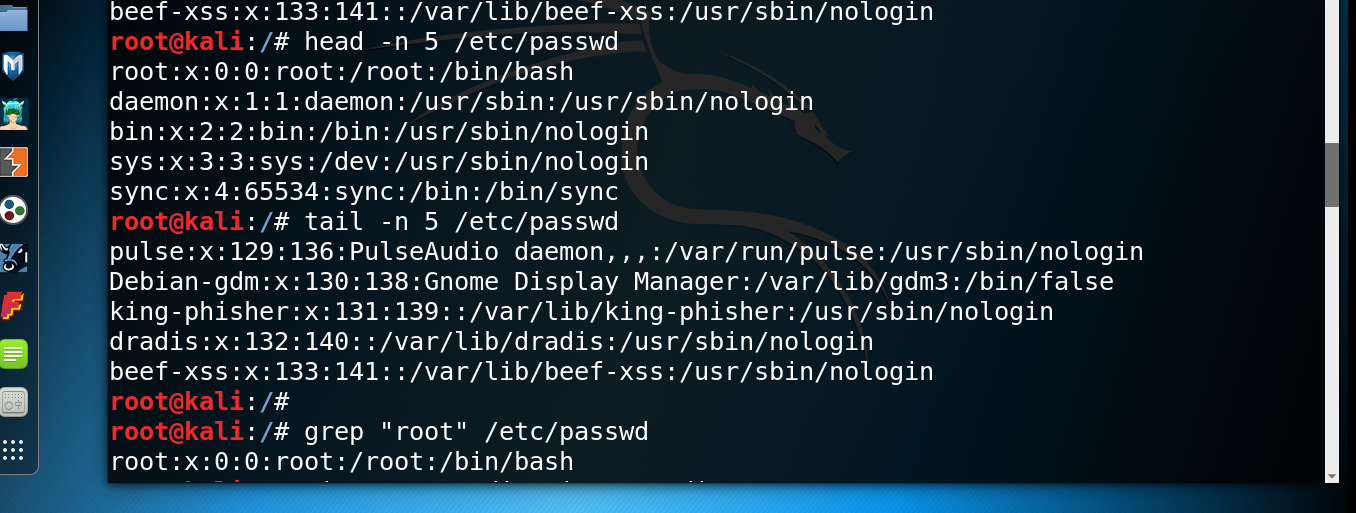 beef-xss:x:133:141::/var/lib/beef-xss:/usr/sbin/nologin
root@kali:/# head -n 5 /etc/passwd
root:x:0:0:root:/root:/bin/bash
daemon:x:1:1:daemon:/usr/sbin:/usr/sbin/nologin
bin:x:2:2:bin:/bin:/usr/sbin/nologin
sys:x:3:3:sys:/dev:/usr/sbin/nologin
sync:x:4:65534:sync:/bin:/bin/sync
root@kali:/# tail -n 5 /etc/passwd
pulse:x:129:136:PulseAudio daemon,,,:/var/run/pulse:/usr/sbin/nologin
Debian-gdm:x:130:138:Gnome Display Manager:/var/lib/gdm3:/bin/false
king-phisher:x:131:139::/var/lib/king-phisher:/usr/sbin/nologin
dradis:x:132:140::/var/lib/dradis:/usr/sbin/nologin
beef-xss:x:133:141::/var/lib/beef-xss:/usr/sbin/nologin
root@kali:/#
root@kali:/# grep "root" /etc/passwd
root:x:0:0:root:/root:/bin/bash